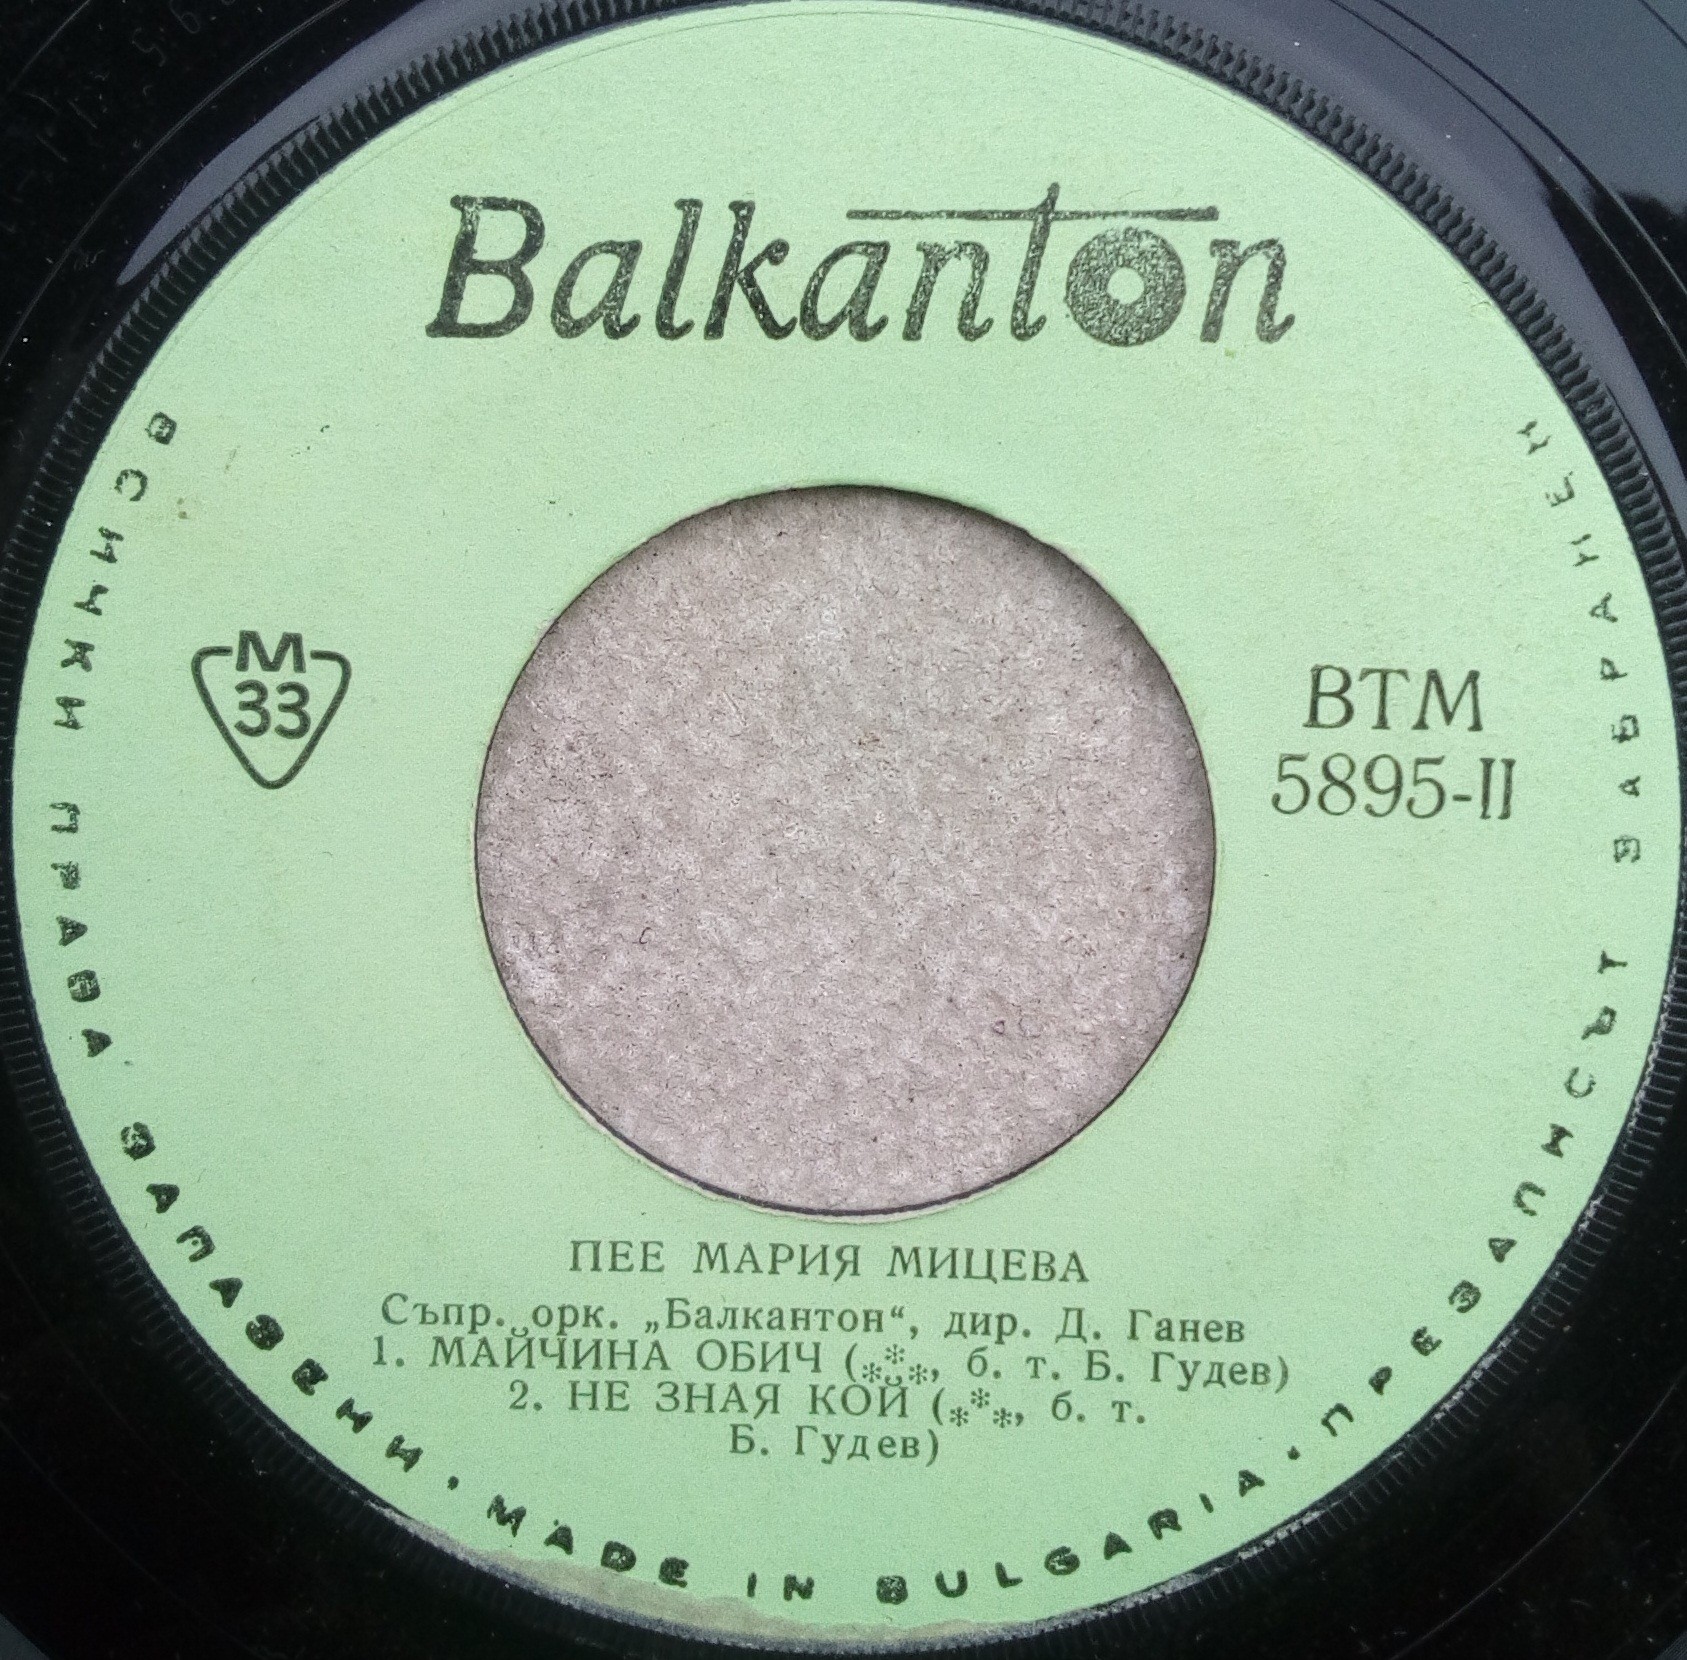 Balkanton
М
33
ВТМ
5895-II
ПЕЕ МАРИЯ МИЦЕВА
Съпр. орк. „Балкантон“, дир. Д. Ганев
1. МАЙЧИНА ОБИЧ (***, б. т. Б. Гудев)
2. НЕ ЗНАЯ КОЙ (***, б. т.
Б. Гудев)
ВСИЧКИ ПРАВА ЗАПАЗЕНИ · MADE IN BULGARIA · ПРЕЗАПИСЪТ ЗАБРАНЕН